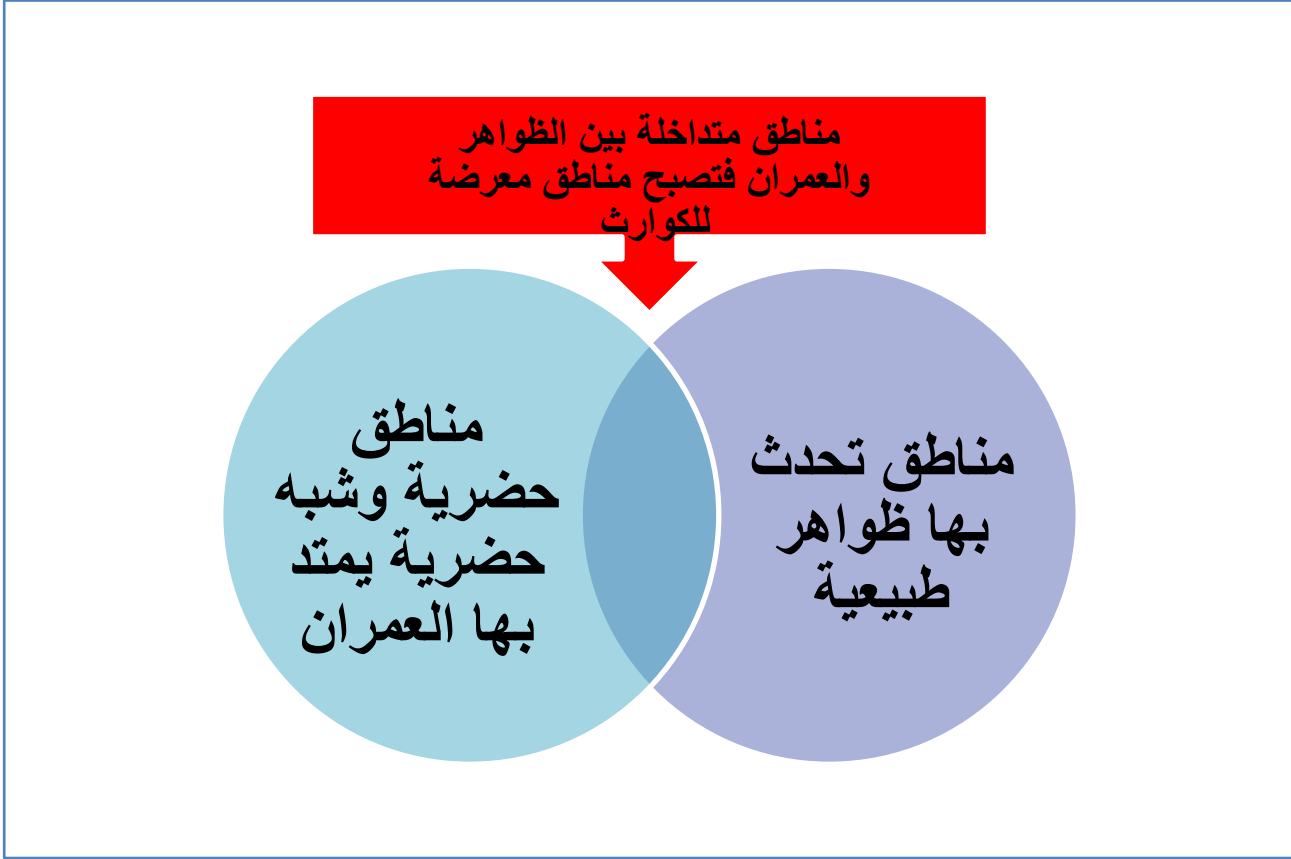 مناطق متداخلة بين الظواهر
والعمران فتصبح مناطق معرضة
للكوارث
مناطق تحدث
بها ظواهر
طبيعية
مناطق
حضرية وشبه
حضرية يمتد
بها العمران